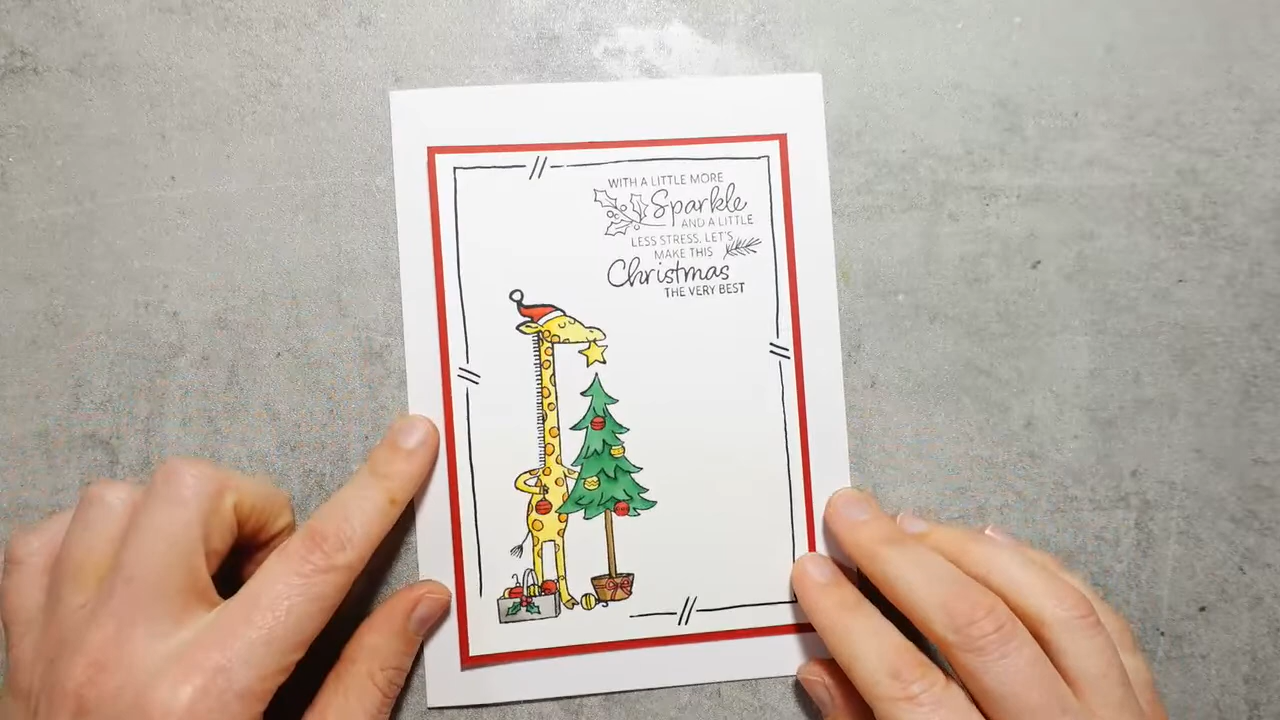 WITH A LITTLE MORE
Sparkle
AND A LITTLE
LESS STRESS, LET'S
MAKE THIS
Christmas
THE VERY BEST